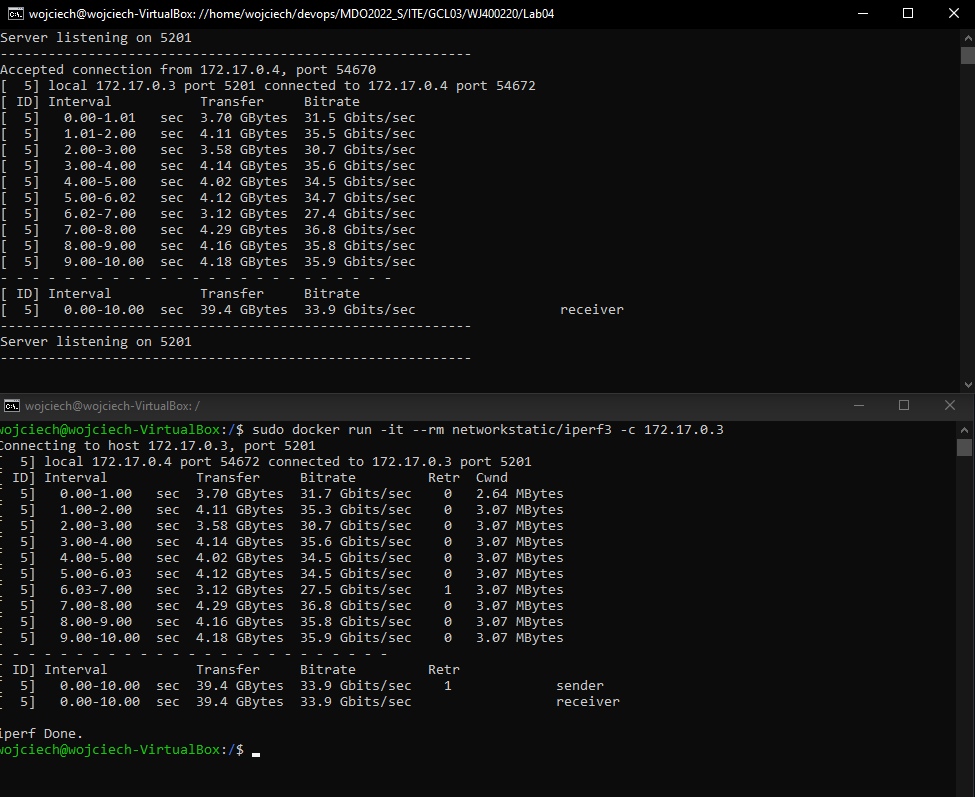 wojciech@wojciech-VirtualBox: //home/wojciech/devops/MDO2022_S/ITE/GCL03/WJ400220/Lab04
Server listening on 5201
-----------------------------------------------------------
Accepted connection from 172.17.0.4, port 54670
[  5] local 172.17.0.3 port 5201 connected to 172.17.0.4 port 54672
[ ID] Interval           Transfer     Bitrate
[  5]   0.00-1.01   sec  3.70 GBytes  31.5 Gbits/sec
[  5]   1.01-2.00   sec  4.11 GBytes  35.5 Gbits/sec
[  5]   2.00-3.00   sec  3.58 GBytes  30.7 Gbits/sec
[  5]   3.00-4.00   sec  4.14 GBytes  35.6 Gbits/sec
[  5]   4.00-5.00   sec  4.02 GBytes  34.5 Gbits/sec
[  5]   5.00-6.02   sec  4.12 GBytes  34.7 Gbits/sec
[  5]   6.02-7.00   sec  3.12 GBytes  27.4 Gbits/sec
[  5]   7.00-8.00   sec  4.29 GBytes  36.8 Gbits/sec
[  5]   8.00-9.00   sec  4.16 GBytes  35.8 Gbits/sec
[  5]   9.00-10.00  sec  4.18 GBytes  35.9 Gbits/sec
- - - - - - - - - - - - - - - - - - - - - - - - -
[ ID] Interval           Transfer     Bitrate
[  5]   0.00-10.00  sec  39.4 GBytes  33.9 Gbits/sec                  receiver
-----------------------------------------------------------
Server listening on 5201
-----------------------------------------------------------
wojciech@wojciech-VirtualBox: /
wojciech@wojciech-VirtualBox:/$ sudo docker run -it --rm networkstatic/iperf3 -c 172.17.0.3
Connecting to host 172.17.0.3, port 5201
[  5] local 172.17.0.4 port 54672 connected to 172.17.0.3 port 5201
[ ID] Interval           Transfer     Bitrate         Retr  Cwnd
[  5]   0.00-1.00   sec  3.70 GBytes  31.7 Gbits/sec    0   2.64 MBytes
[  5]   1.00-2.00   sec  4.11 GBytes  35.3 Gbits/sec    0   3.07 MBytes
[  5]   2.00-3.00   sec  3.58 GBytes  30.7 Gbits/sec    0   3.07 MBytes
[  5]   3.00-4.00   sec  4.14 GBytes  35.6 Gbits/sec    0   3.07 MBytes
[  5]   4.00-5.00   sec  4.02 GBytes  34.5 Gbits/sec    0   3.07 MBytes
[  5]   5.00-6.03   sec  4.12 GBytes  34.5 Gbits/sec    0   3.07 MBytes
[  5]   6.03-7.00   sec  3.12 GBytes  27.5 Gbits/sec    1   3.07 MBytes
[  5]   7.00-8.00   sec  4.29 GBytes  36.8 Gbits/sec    0   3.07 MBytes
[  5]   8.00-9.00   sec  4.16 GBytes  35.8 Gbits/sec    0   3.07 MBytes
[  5]   9.00-10.00  sec  4.18 GBytes  35.9 Gbits/sec    0   3.07 MBytes
- - - - - - - - - - - - - - - - - - - - - - - - -
[ ID] Interval           Transfer     Bitrate         Retr
[  5]   0.00-10.00  sec  39.4 GBytes  33.9 Gbits/sec    1             sender
[  5]   0.00-10.00  sec  39.4 GBytes  33.9 Gbits/sec                  receiver

iperf Done.
wojciech@wojciech-VirtualBox:/$